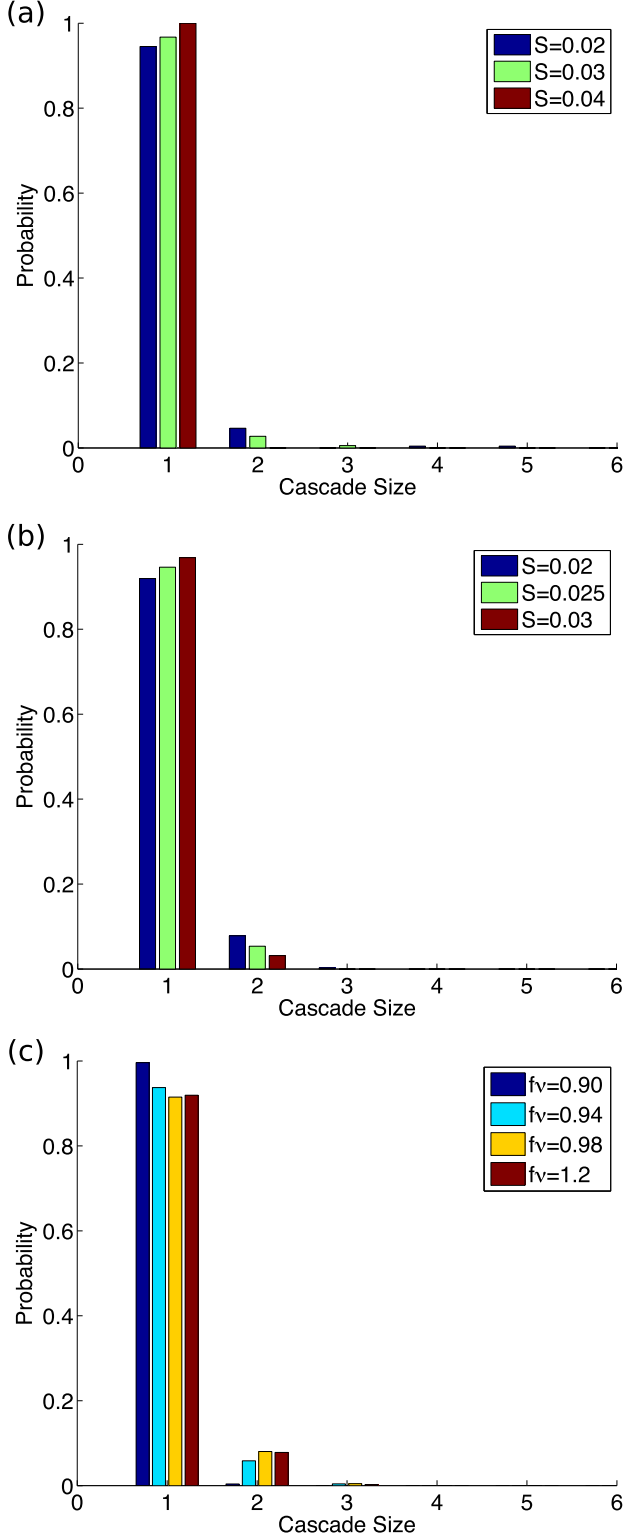 (a)
S=0.02
S=0.03
S=0.04
1
0.8
0.6
0.4
0.2
0
Probability
0 1 2 3 4 5 6
Cascade Size
(b)
S=0.02
S=0.025
S=0.03
1
0.8
0.6
0.4
0.2
0
Probability
0 1 2 3 4 5 6
Cascade Size
(c)
fν=0.90
fν=0.94
fν=0.98
fν=1.2
1
0.8
0.6
0.4
0.2
0
Probability
0 1 2 3 4 5 6
Cascade Size